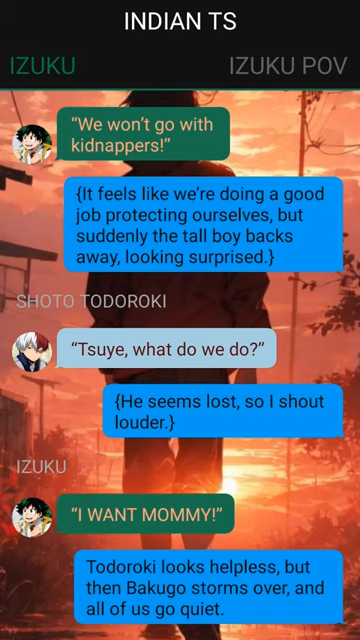 INDIAN TS
IZUKU
IZUKU POV
“We won’t go with
kidnappers!”
{It feels like we’re doing a good
job protecting ourselves, but
suddenly the tall boy backs
away, looking surprised.}
SHOTO TODOROKI
“Tsuye, what do we do?”
{He seems lost, so I shout
louder.}
IZUKU
“I WANT MOMMY!”
Todoroki looks helpless, but
then Bakugo storms over, and
all of us go quiet.